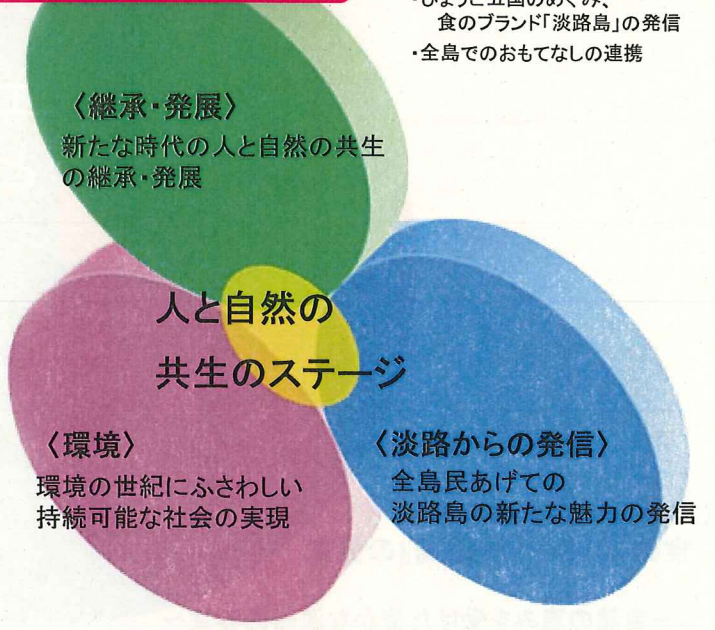 食のブランド「淡路島」の発信
・全島でのおもてなしの連携
〈継承・発展〉
新たな時代の人と自然の共生
の継承・発展
人と自然の
共生のステージ
〈環境〉
環境の世紀にふさわしい
持続可能な社会の実現
〈淡路からの発信〉
全島民あげての
淡路島の新たな魅力の発信